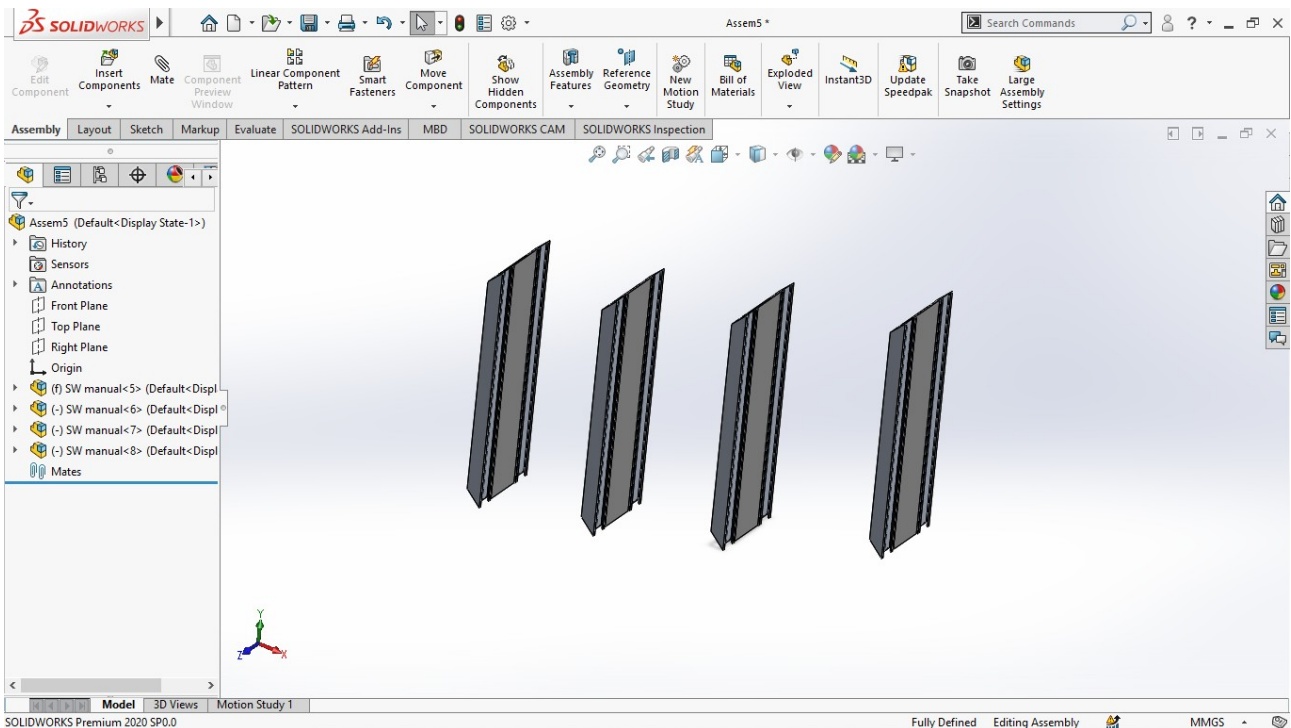 SOLIDWORKS
Assem5 *
Search Commands
?
Edit Component
Insert Components
Mate
Component Preview Window
Linear Component Pattern
Smart Fasteners
Move Component
Show Hidden Components
Assembly Features
Reference Geometry
New Motion Study
Bill of Materials
Exploded View
Instant3D
Update Speedpak
Take Snapshot
Large Assembly Settings
Assembly Layout Sketch Markup Evaluate SOLIDWORKS Add-Ins MBD SOLIDWORKS CAM SOLIDWORKS Inspection
Assem5 (Default<Display State-1>)
History
Sensors
A Annotations
Front Plane
Top Plane
Right Plane
Origin
(f) SW manual<5> (Default<Displ
(-) SW manual<6> (Default<Displ
(-) SW manual<7> (Default<Displ
(-) SW manual<8> (Default<Displ
Mates
Y
Z X
Model 3D Views Motion Study 1
SOLIDWORKS Premium 2020 SP0.0 Fully Defined Editing Assembly MMGS